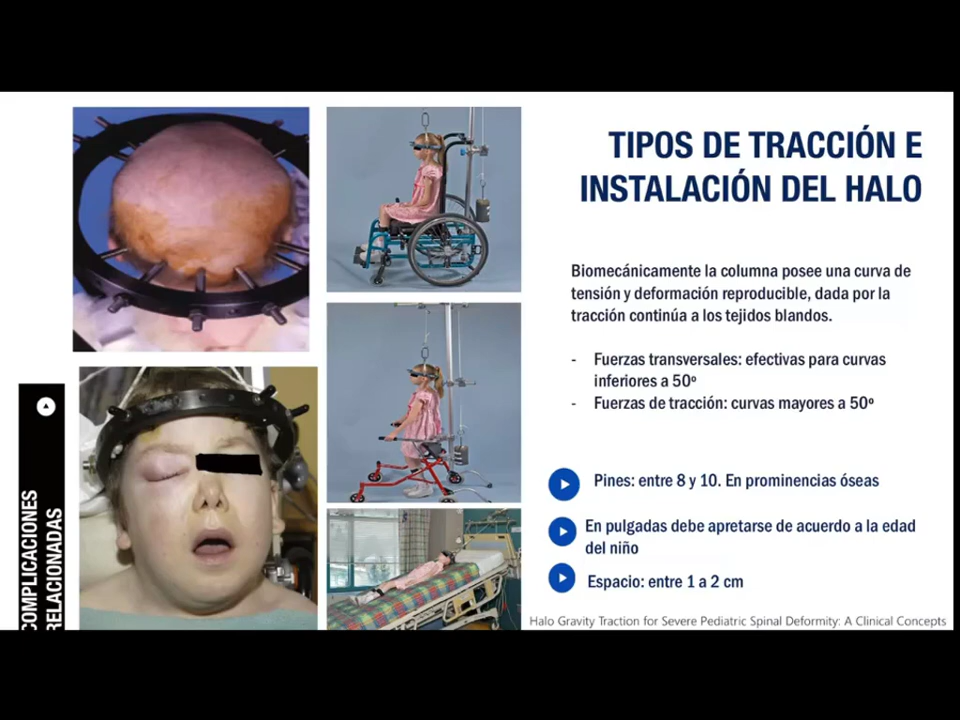 TIPOS DE TRACCIÓN E
INSTALACIÓN DEL HALO
Biomecánicamente la columna posee una curva de
tensión y deformación reproducible, dada por la
tracción continúa a los tejidos blandos.
- Fuerzas transversales: efectivas para curvas
inferiores a 50º
- Fuerzas de tracción: curvas mayores a 50º
Pines: entre 8 y 10. En prominencias óseas
En pulgadas debe apretarse de acuerdo a la edad
del niño
Espacio: entre 1 a 2 cm
Halo Gravity Traction for Severe Pediatric Spinal Deformity: A Clinical Concepts
COMPLICACIONES
RELACIONADAS